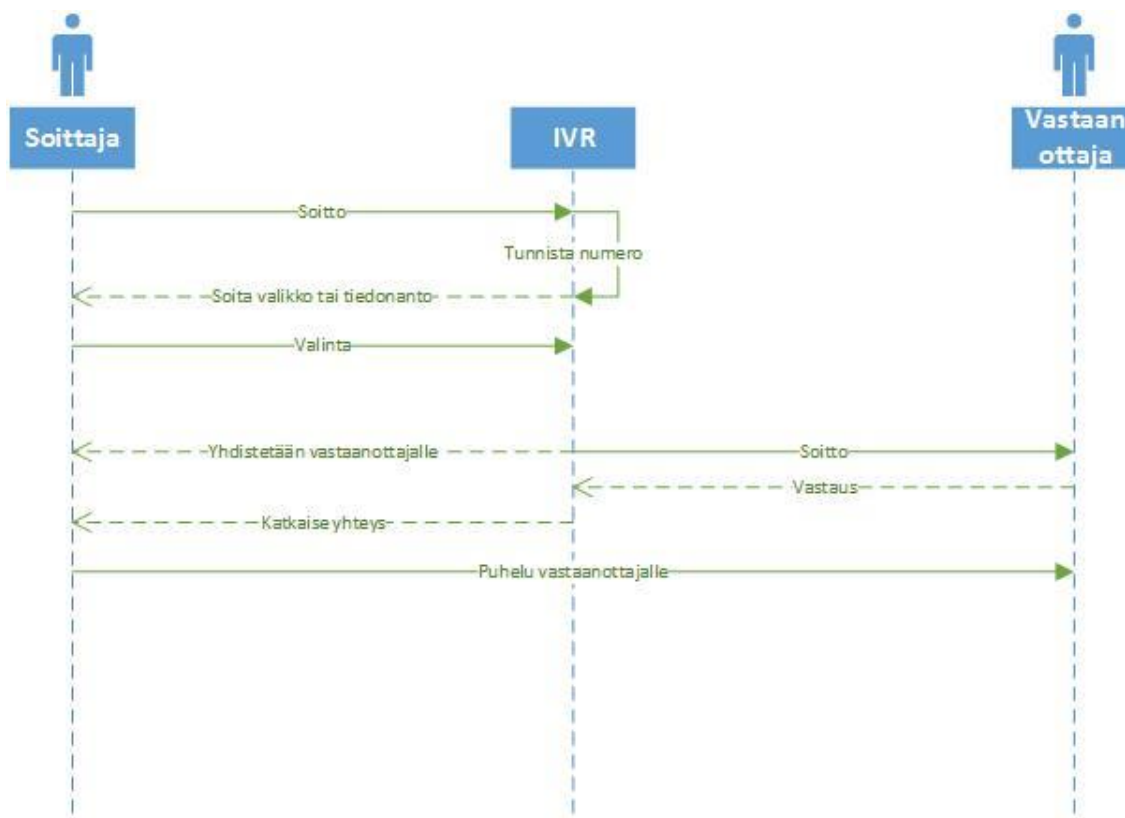 Soittaja
IVR
Vastaan
ottaja
Soitto
Tunnista numero
Soita valikko tai tiedonanto
Valinta
Yhdistetään vastaanottajalle
Soitto
Vastaus
Katkaise yhteys
Puhelu vastaanottajalle